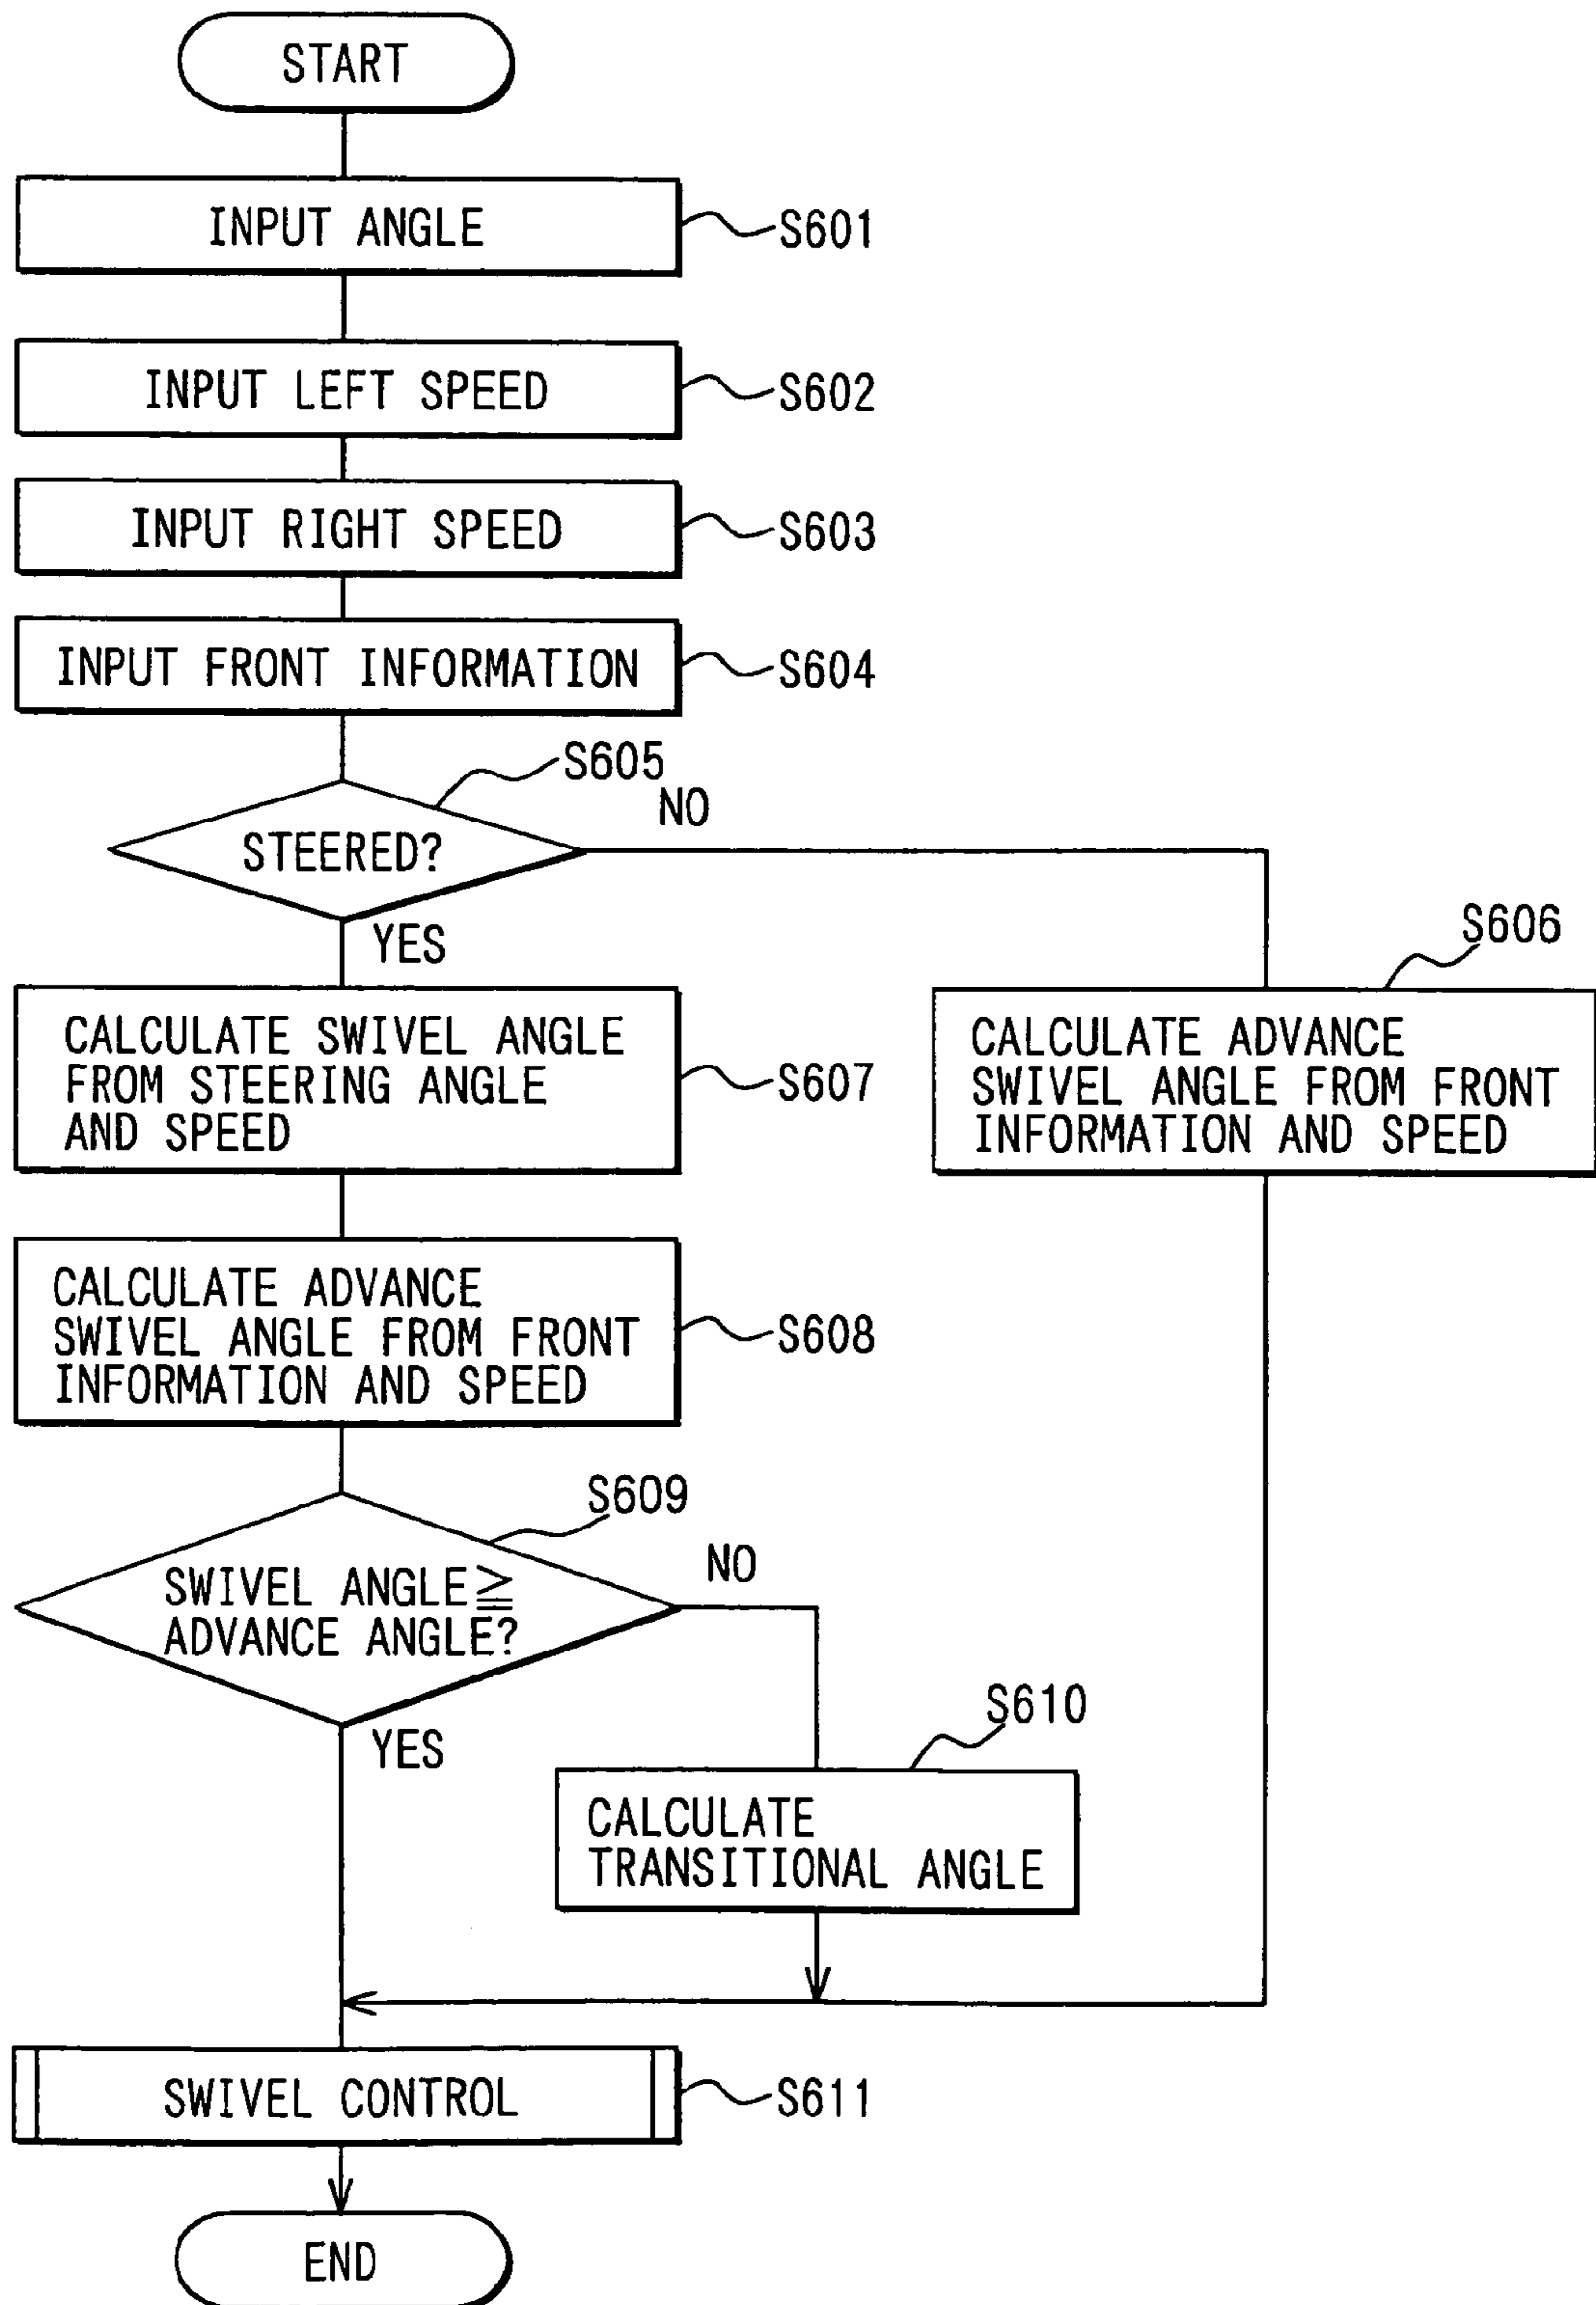 START
INPUT ANGLE
S601
INPUT LEFT SPEED
S602
INPUT RIGHT SPEED
S603
INPUT FRONT INFORMATION
S604
S605
STEERED?
NO
YES
S606
CALCULATE SWIVEL ANGLE
FROM STEERING ANGLE
AND SPEED
S607
CALCULATE ADVANCE
SWIVEL ANGLE FROM FRONT
INFORMATION AND SPEED
CALCULATE ADVANCE
SWIVEL ANGLE FROM FRONT
INFORMATION AND SPEED
S608
S609
SWIVEL ANGLE≧
ADVANCE ANGLE?
NO
YES
S610
CALCULATE
TRANSITIONAL ANGLE
SWIVEL CONTROL
S611
END